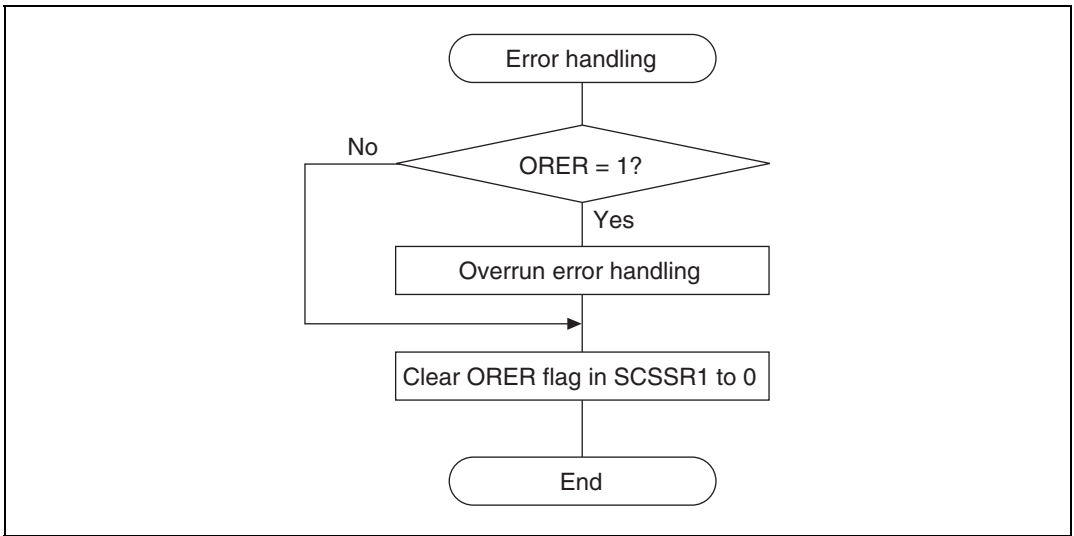 Error handling
No
ORER = 1?
Yes
Overrun error handling
Clear ORER flag in SCSSR1 to 0
End